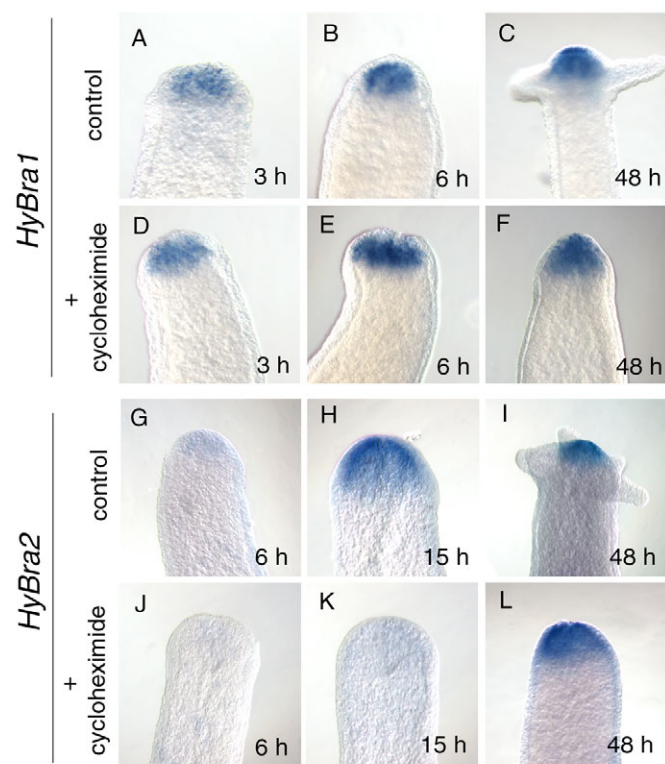 HyBra1
control
A
3 h
B
6 h
C
48 h
+
cycloheximide
D
3 h
E
6 h
F
48 h
HyBra2
control
G
6 h
H
15 h
I
48 h
+
cycloheximide
J
6 h
K
15 h
L
48 h